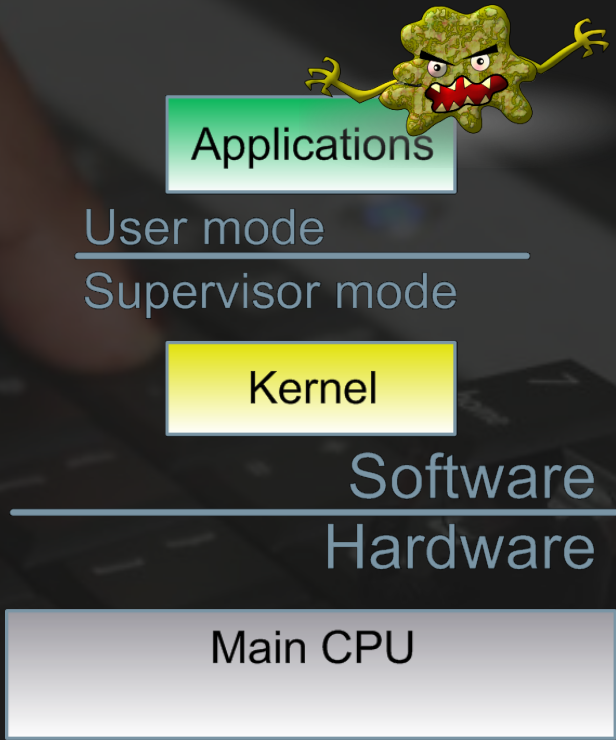 Applications
User mode
Supervisor mode
Kernel
Software
Hardware
Main CPU